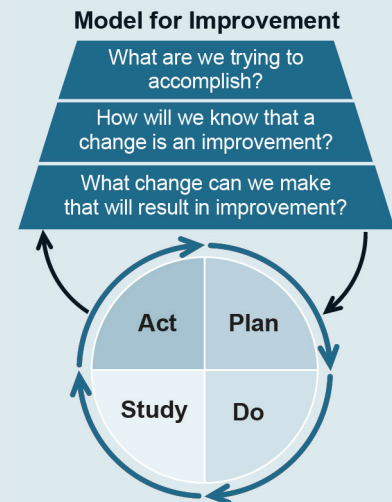 Model for Improvement
What are we trying to
accomplish?
How will we know that a
change is an improvement?
What change can we make
that will result in improvement?
Act
Plan
Study
Do